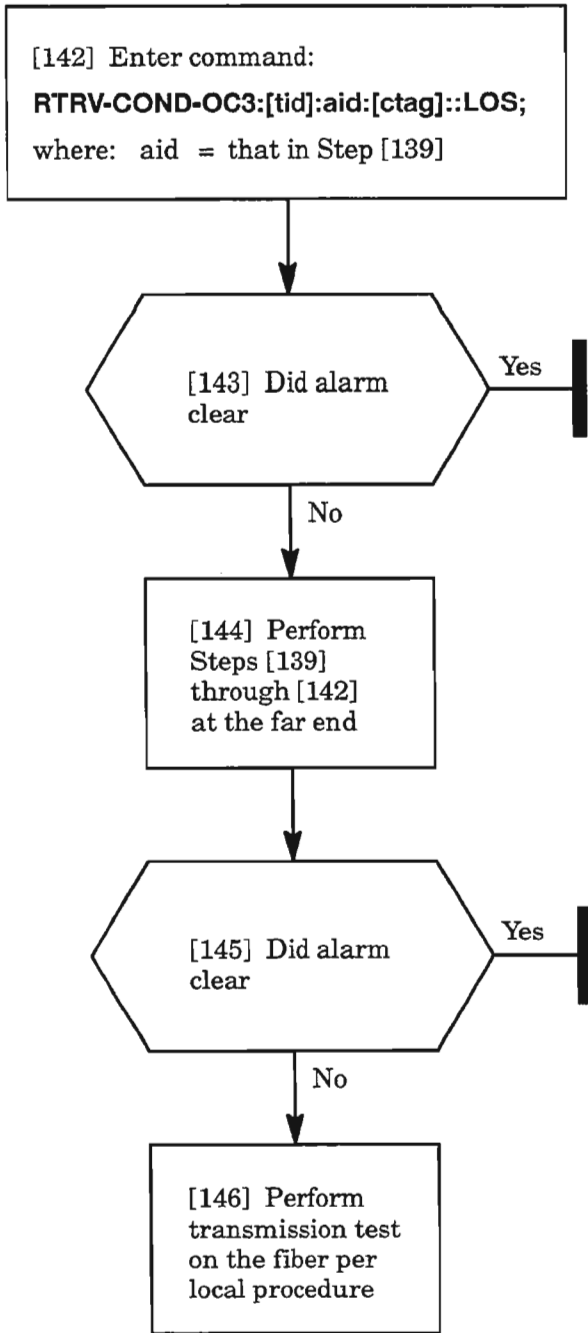 [142] Enter command:
RTRV-COND-OC3:[tid]:aid:[ctag]::LOS;
where: aid = that in Step [139]
[143] Did alarm
clear
Yes
No
[144] Perform
Steps [139]
through [142]
at the far end
[145] Did alarm
clear
Yes
No
[146] Perform
transmission test
on the fiber per
local procedure